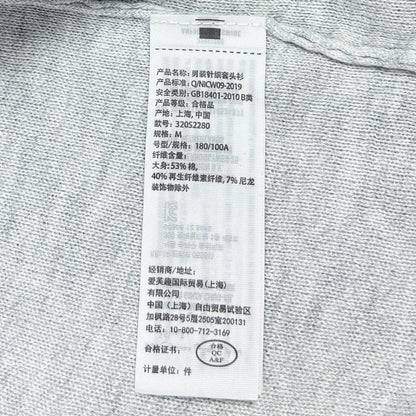 产品名称: 男装针织套头衫
产品标准: Q/NICW09-2019
安全类别: GB18401-2010 B类
产品等级: 合格品
产地: 上海, 中国
款号: 32052280
规格: M
号型/规格: 180/100A
纤维含量:
大身: 53% 棉,
40% 再生纤维素纤维, 7% 尼龙
装饰物除外
经销商/地址:
爱芙趣国际贸易(上海)
有限公司
中国 (上海) 自由贸易试验区
加枫路28号5层2505室200131
电话: 10-800-712-3169
合格证书:
合格
QC
A&F
计量单位: 件